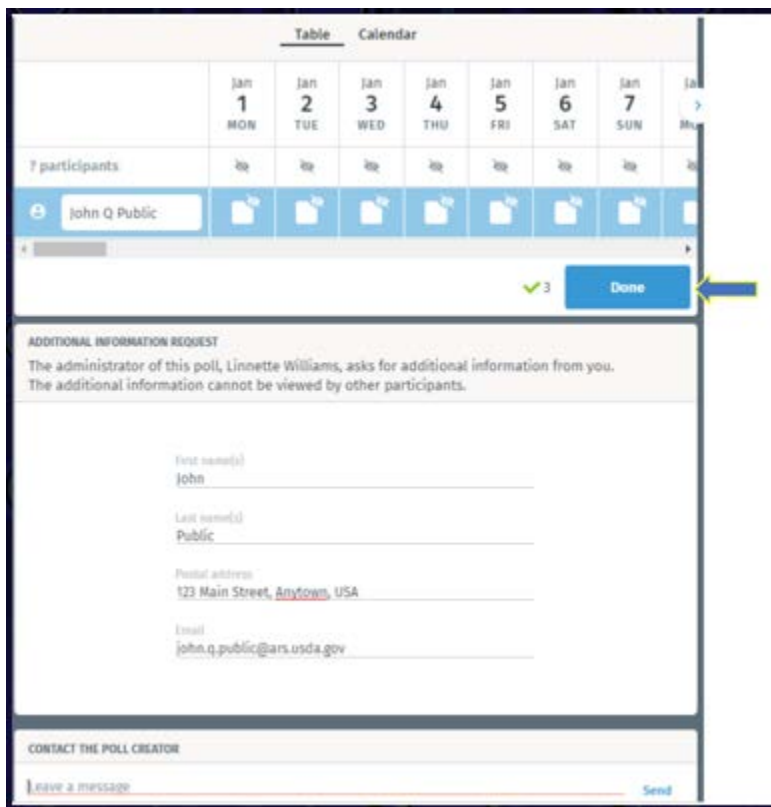 Table Calendar
Jan Jan Jan Jan Jan Jan Jan
1 2 3 4 5 6 7
MON TUE WED THU FRI SAT SUN
? participants
John Q Public
3 Done
ADDITIONAL INFORMATION REQUEST
The administrator of this poll, Linnette Williams, asks for additional information from you.
The additional information cannot be viewed by other participants.
First name(s)
John
Last name(s)
Public
Postal address
123 Main Street, Anytown, USA
Email
john.q.public@ars.usda.gov
CONTACT THE POLL CREATOR
Leave a message Send